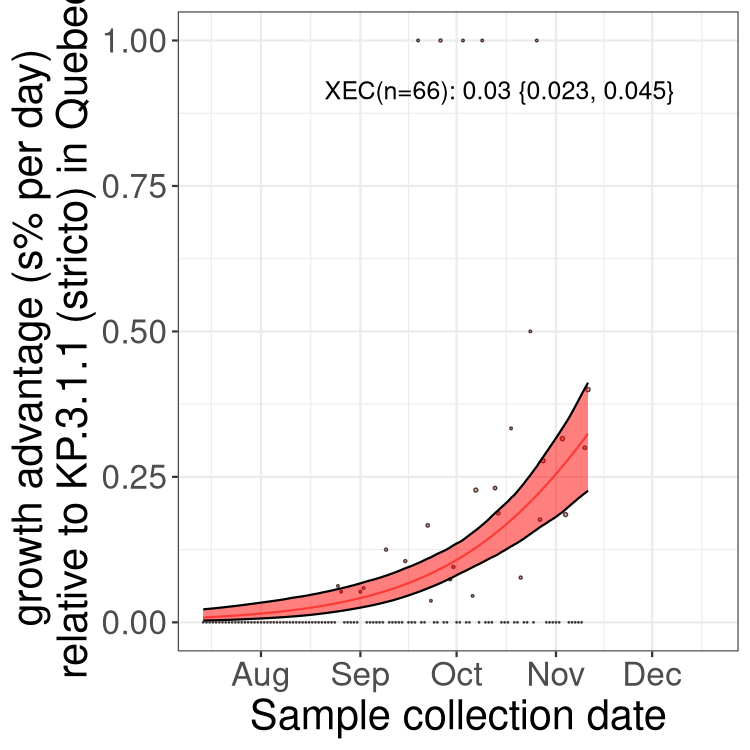 growth advantage (s% per day)
relative to KP.3.1.1 (stricto) in Quebec
1.00
XEC(n=66): 0.03 {0.023, 0.045}
0.75
0.50
0.25
0.00
Aug Sep Oct Nov Dec
Sample collection date